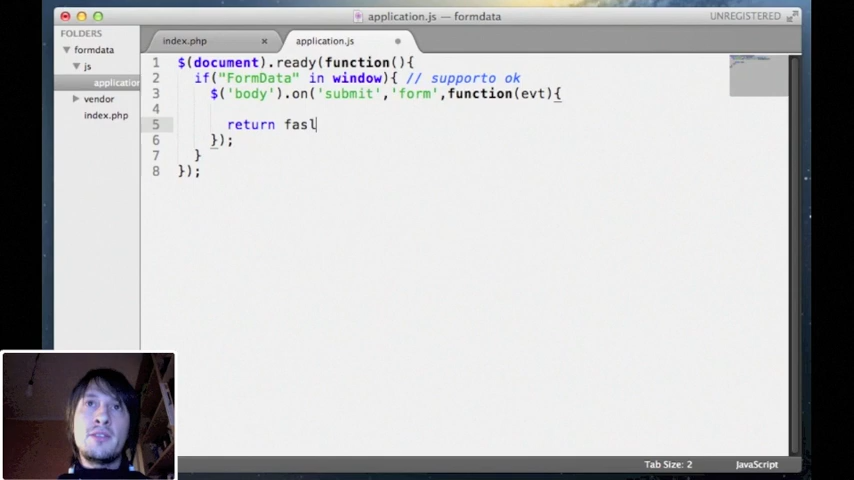 application.js — formdata
UNREGISTERED
FOLDERS
formdata
js
applicatio
vendor
index.php
index.php
application.js
1 $(document).ready(function(){
2 if("FormData" in window){ // supporto ok
3 $('body').on('submit','form',function(evt){
4
5 return fasl
6 });
7 }
8 });
Tab Size: 2
JavaScript